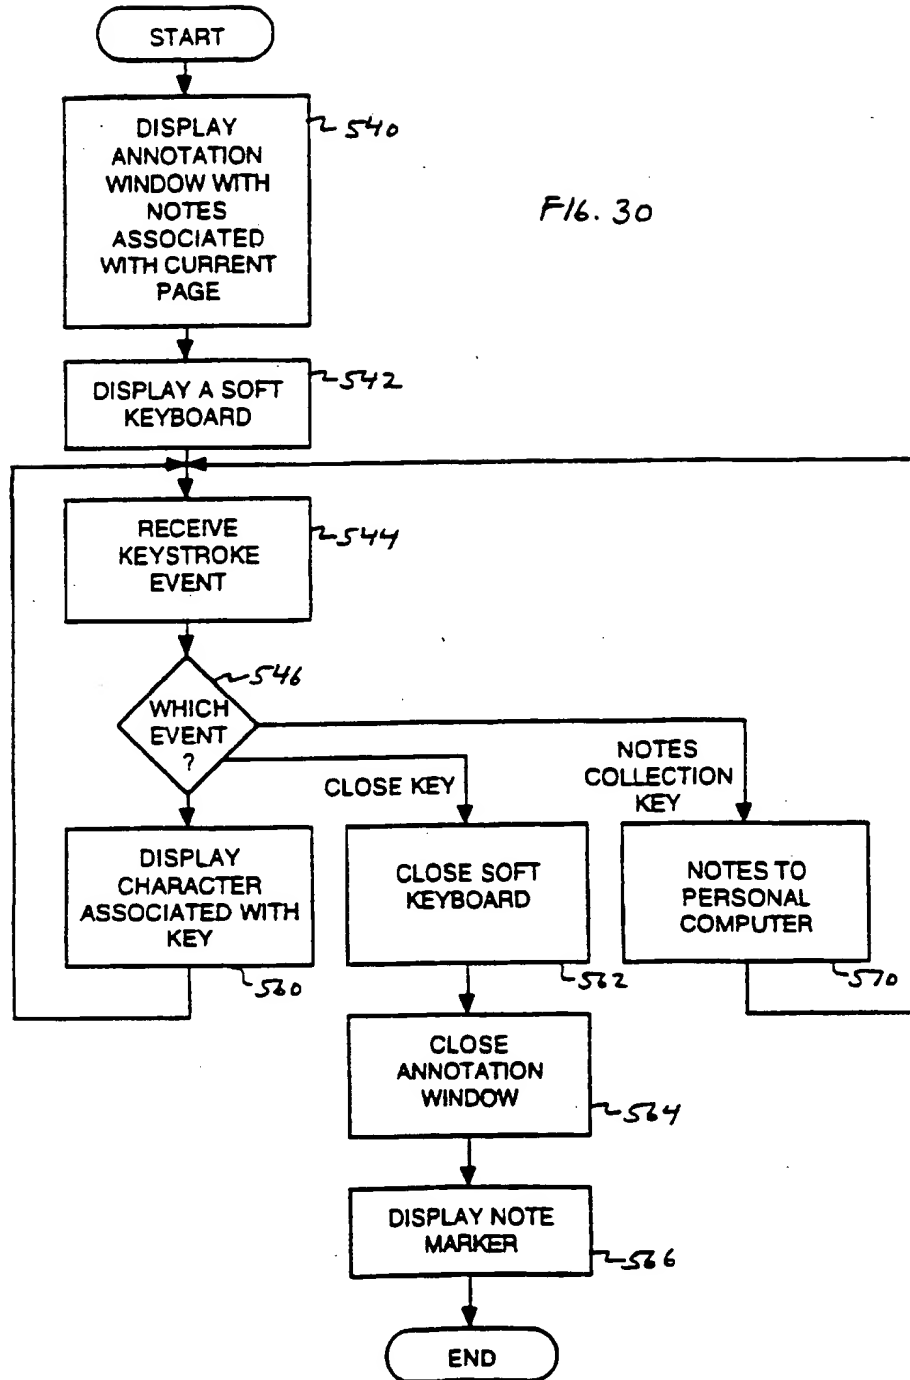 START
DISPLAY
ANNOTATION
WINDOW WITH
NOTES
ASSOCIATED
WITH CURRENT
PAGE
540
FIG. 30
DISPLAY A SOFT
KEYBOARD
542
RECEIVE
KEYSTROKE
EVENT
544
WHICH
EVENT
?
546
CLOSE KEY
NOTES
COLLECTION
KEY
DISPLAY
CHARACTER
ASSOCIATED WITH
KEY
560
CLOSE SOFT
KEYBOARD
562
NOTES TO
PERSONAL
COMPUTER
570
CLOSE
ANNOTATION
WINDOW
564
DISPLAY NOTE
MARKER
566
END